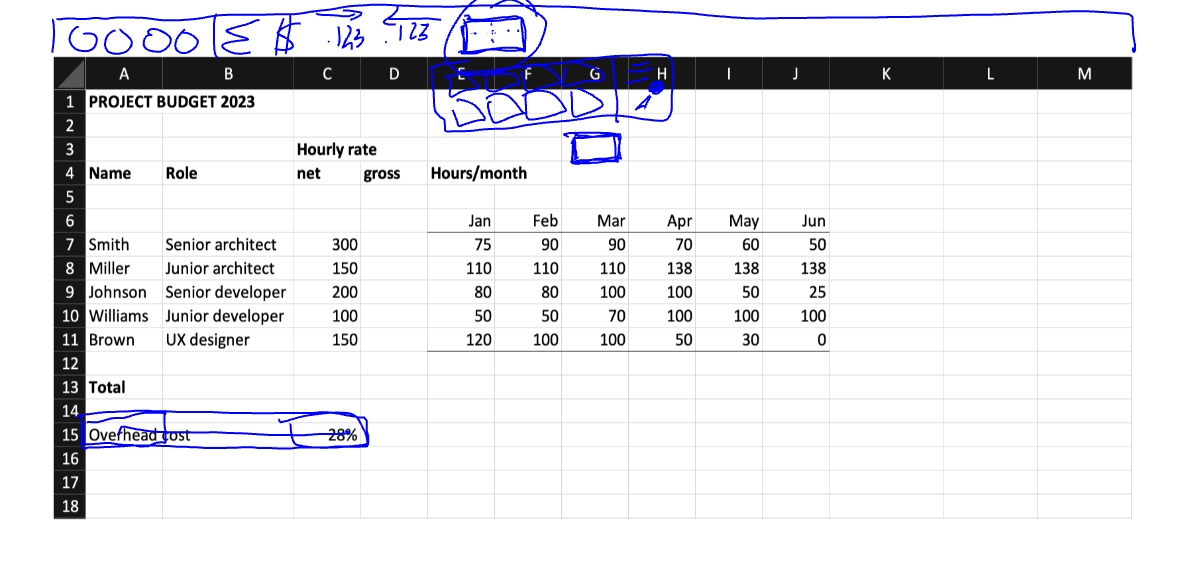 0000 Σ $ .123 .123
A B C D E F G H I J K L M
1 PROJECT BUDGET 2023
2
3 Hourly rate
4 Name Role net gross Hours/month
5
6 Jan Feb Mar Apr May Jun
7 Smith Senior architect 300 75 90 90 70 60 50
8 Miller Junior architect 150 110 110 110 138 138 138
9 Johnson Senior developer 200 80 80 100 100 50 25
10 Williams Junior developer 100 50 50 70 100 100 100
11 Brown UX designer 150 120 100 100 50 30 0
12
13 Total
14
15 Overhead cost 28%
16
17
18